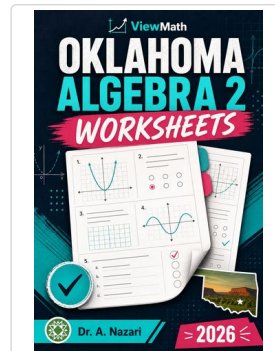 ViewMath
OKLAHOMA
ALGEBRA 2
WORKSHEETS
1.
2.
3.
4.
5.
Dr. A. Nazari
2026